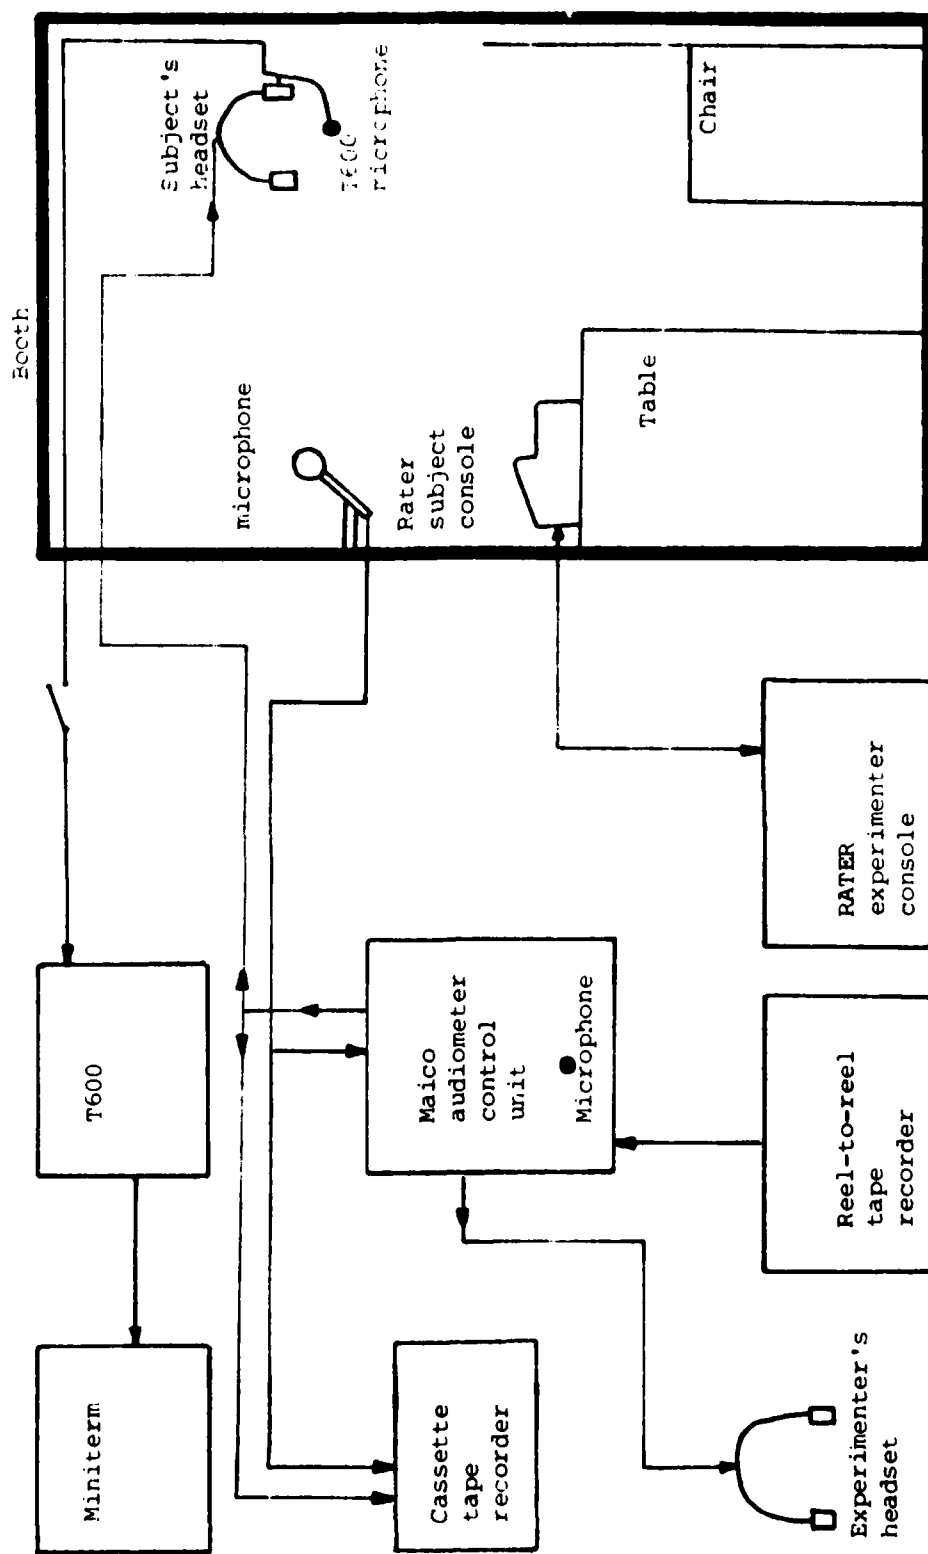 Booth
Subject's
headset
T600
microphone
microphone
Rater
subject
console
Chair
Table
T600
Miniterm
Maico
audiometer
control
unit
Microphone
Cassette
tape
recorder
RATER
experimenter
console
Reel-to-reel
tape
recorder
Experimenter's
headset